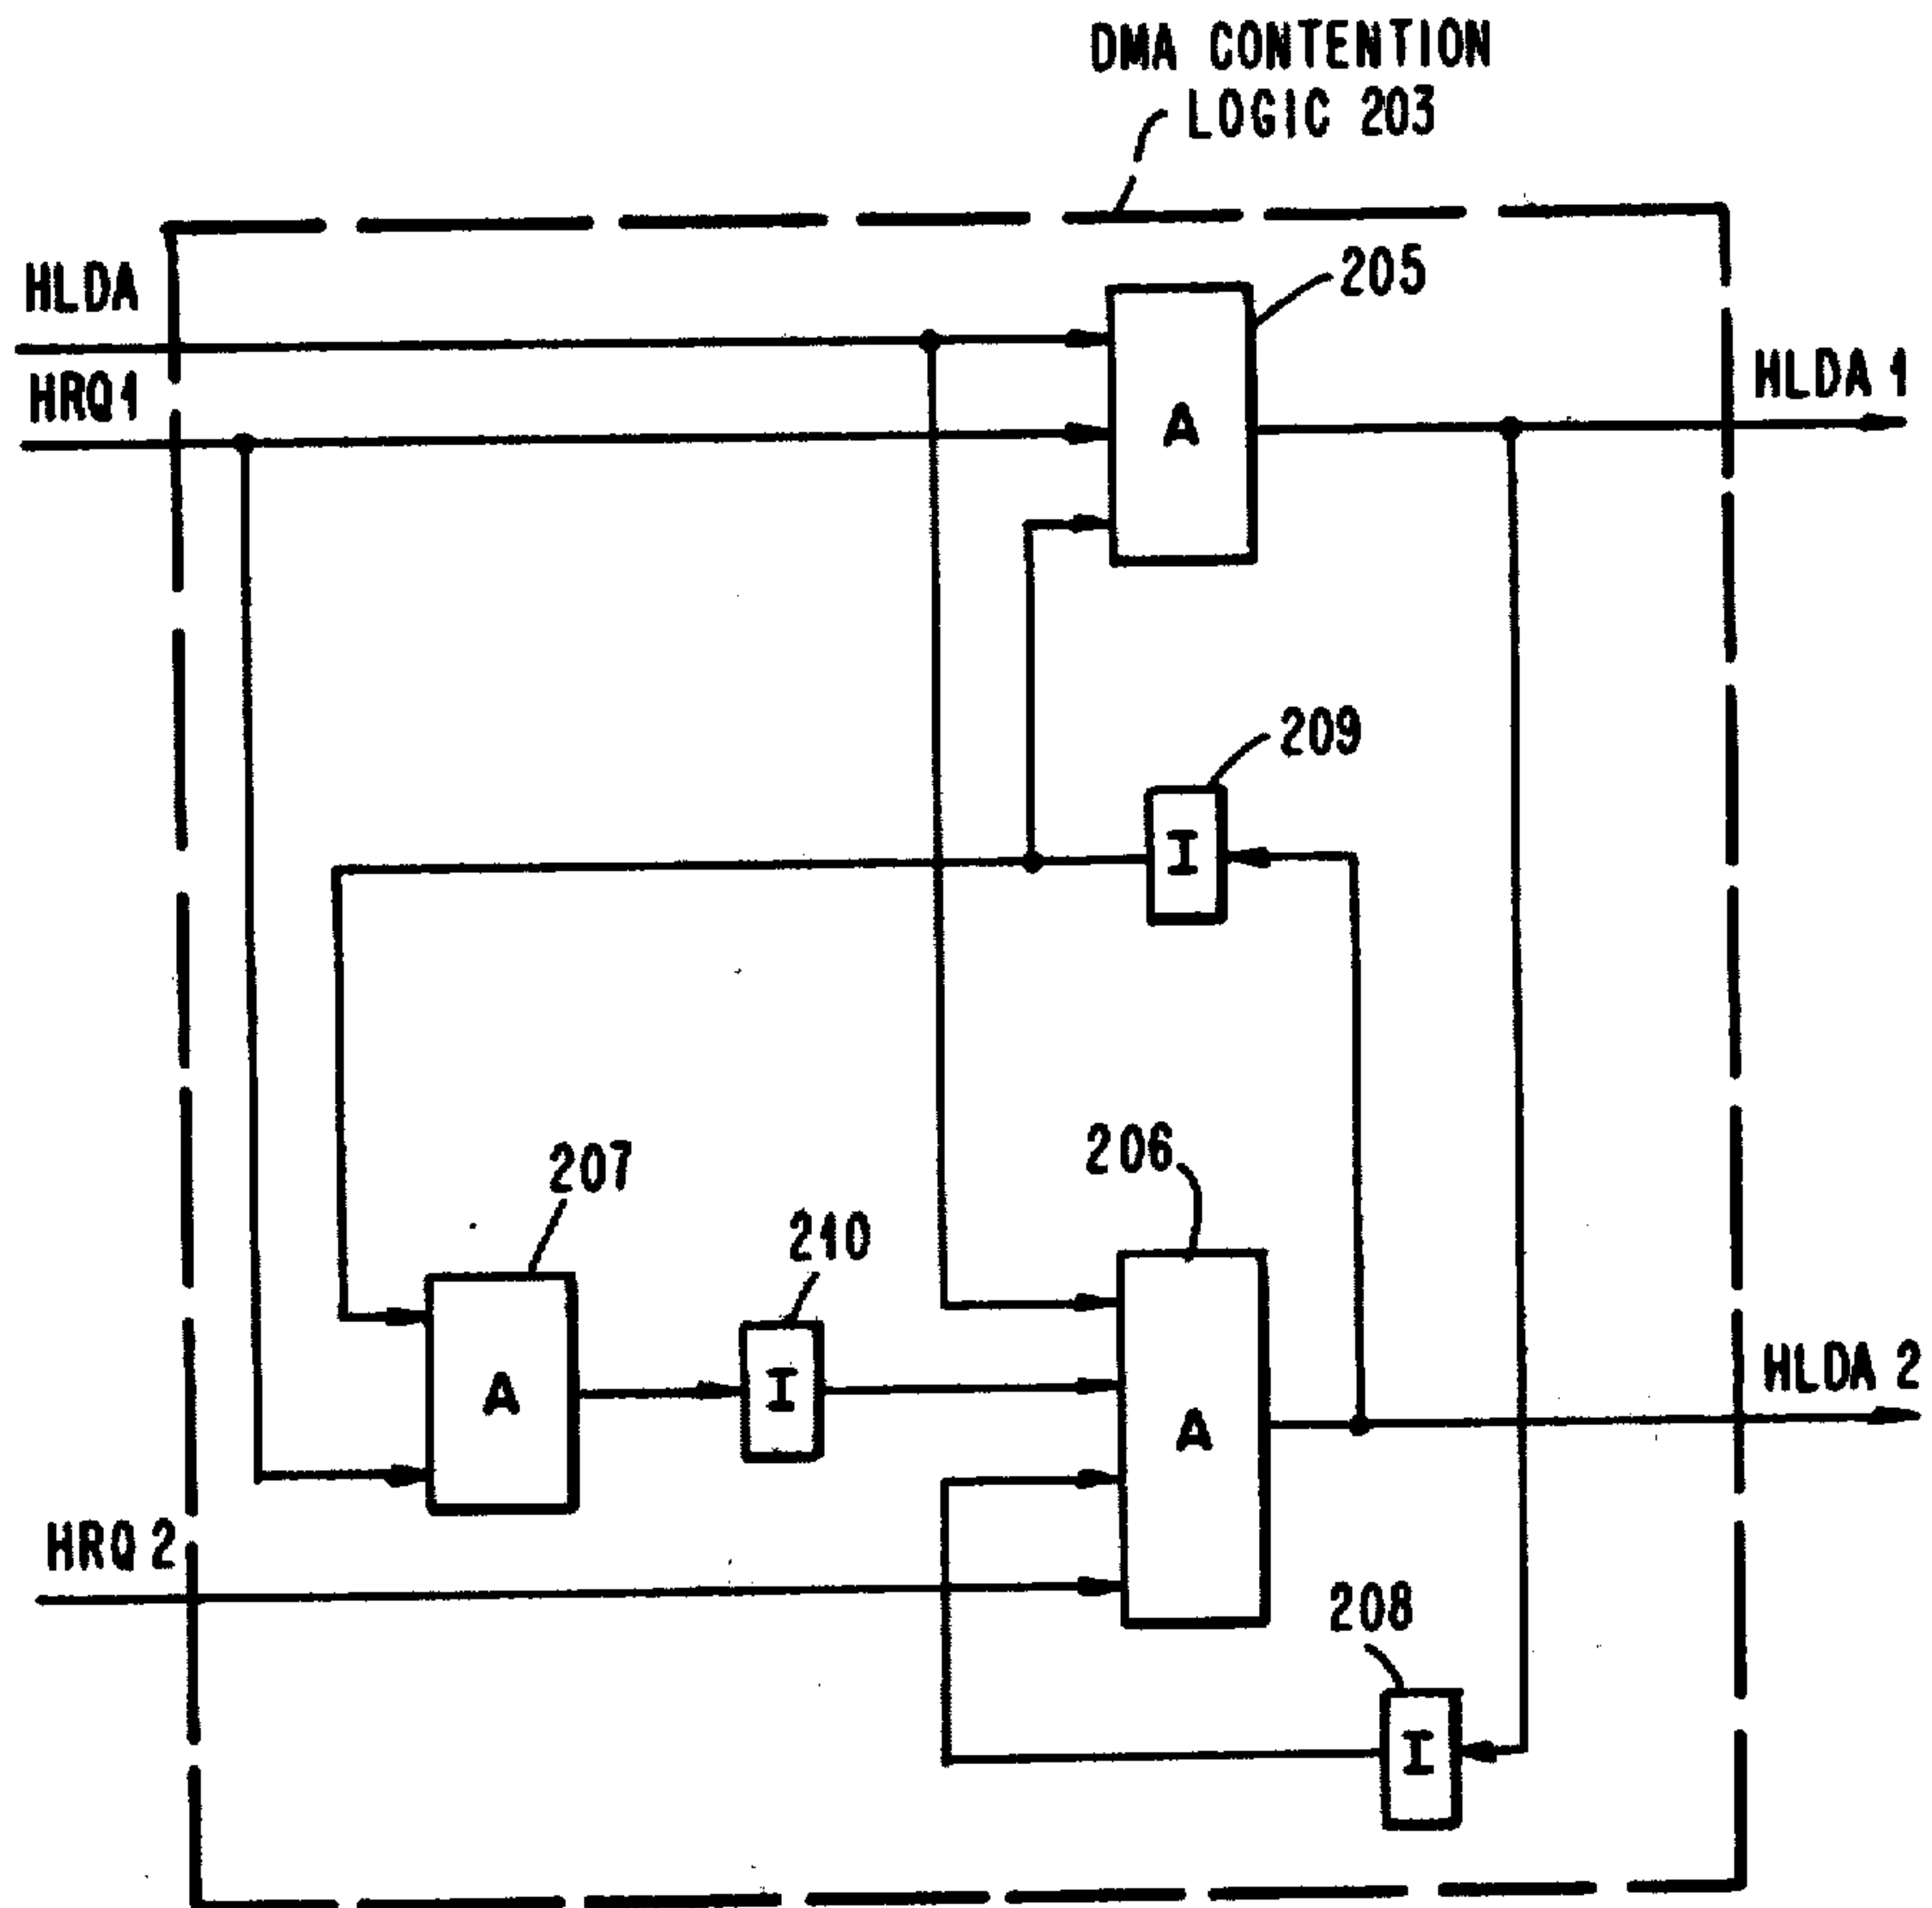 DMA CONTENTION
LOGIC 203
HLDA
205
HRQ1
HLDA 1
A
209
I
207
206
210
A
I
A
HLDA 2
HRQ 2
208
I